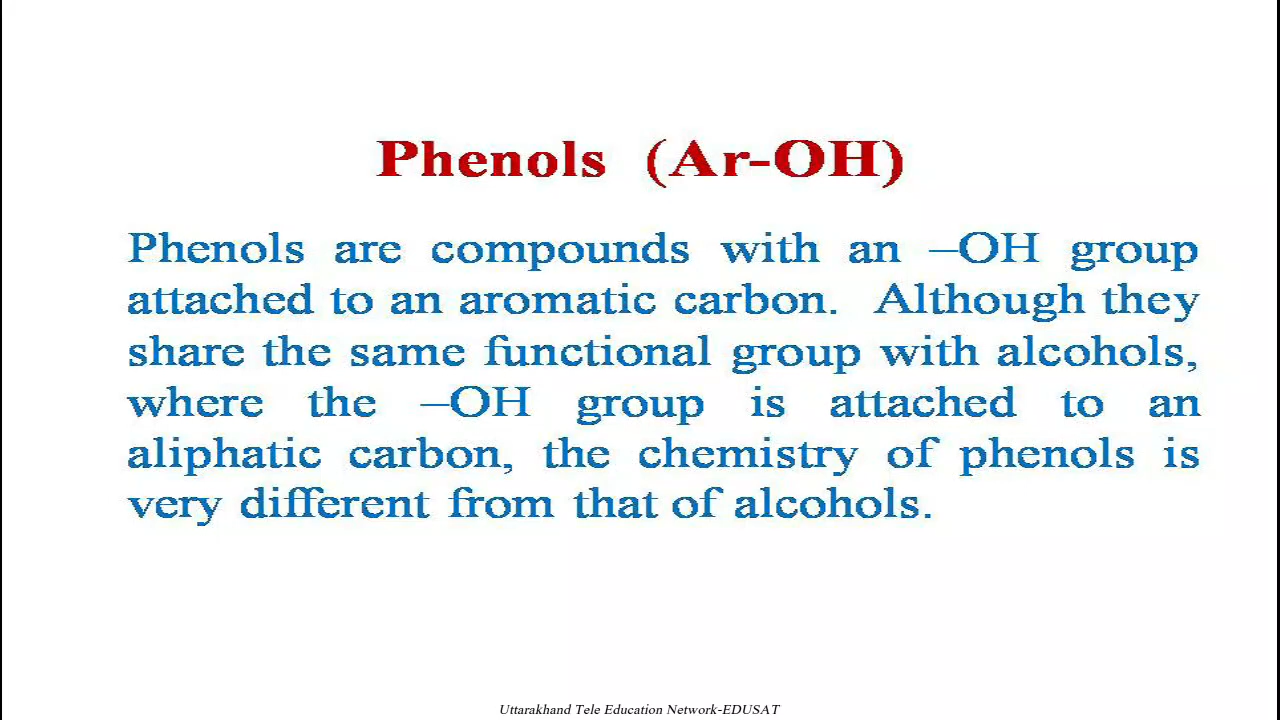 Phenols (Ar-OH)
Phenols are compounds with an –OH group
attached to an aromatic carbon. Although they
share the same functional group with alcohols,
where the –OH group is attached to an
aliphatic carbon, the chemistry of phenols is
very different from that of alcohols.
Uttarakhand Tele Education Network-EDUSAT